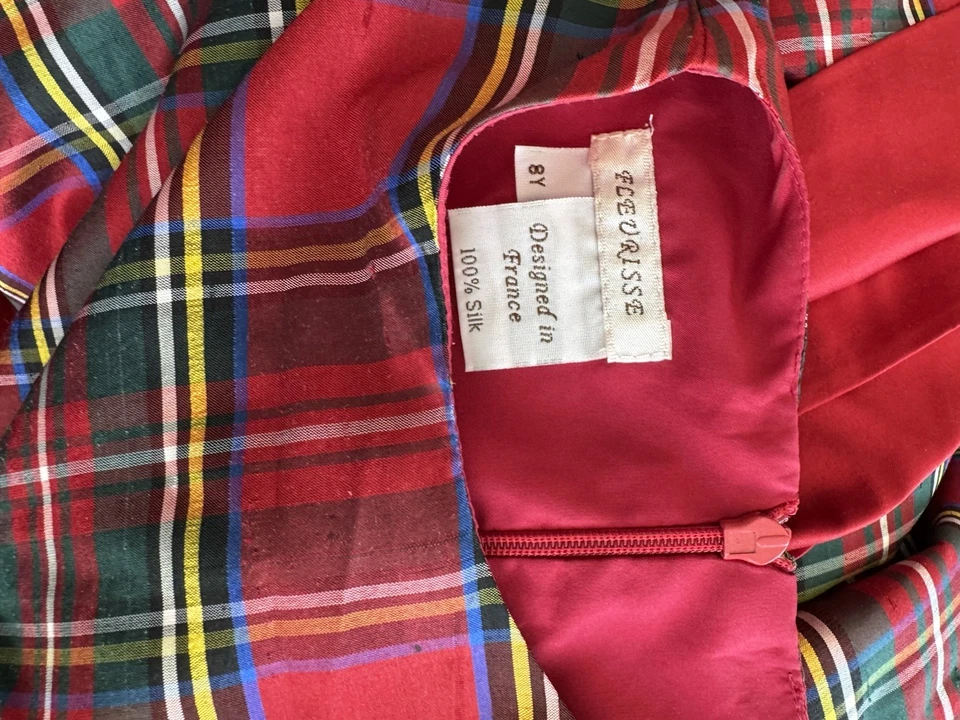 FLEURISSE
8Y
Designed in
France
100% Silk